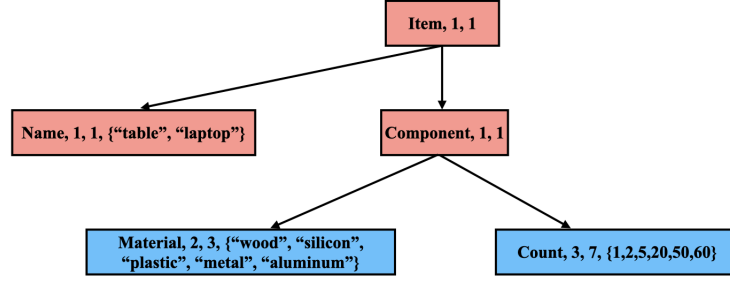 Item, 1, 1
Name, 1, 1, {“table”, “laptop”}
Component, 1, 1
Material, 2, 3, {“wood”, “silicon”,
“plastic”, “metal”, “aluminum”}
Count, 3, 7, {1,2,5,20,50,60}